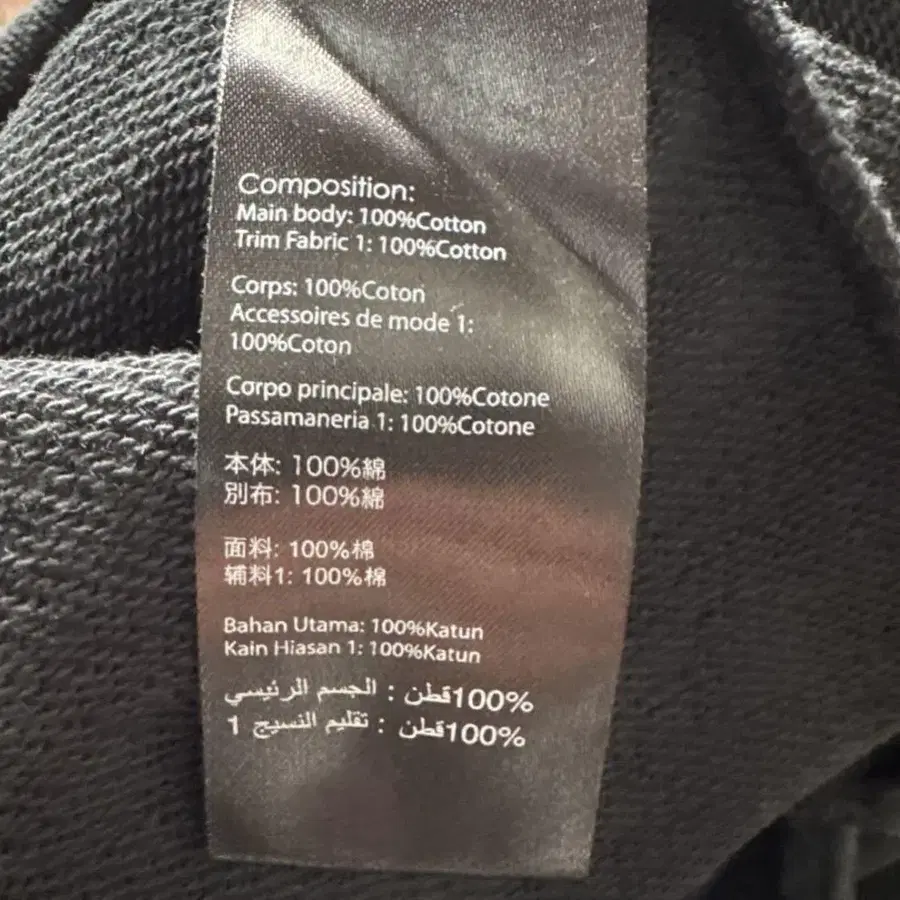 Composition:
Main body: 100%Cotton
Trim Fabric 1: 100%Cotton
Corps: 100%Coton
Accessoires de mode 1:
100%Coton
Corpo principale: 100%Cotone
Passamaneria 1: 100%Cotone
本体: 100%綿
別布: 100%綿
面料: 100%棉
辅料1: 100%棉
Bahan Utama: 100%Katun
Kain Hiasan 1: 100%Katun
الجسم الرئيسي : قطن100%
تقليم النسيج 1 : قطن100%